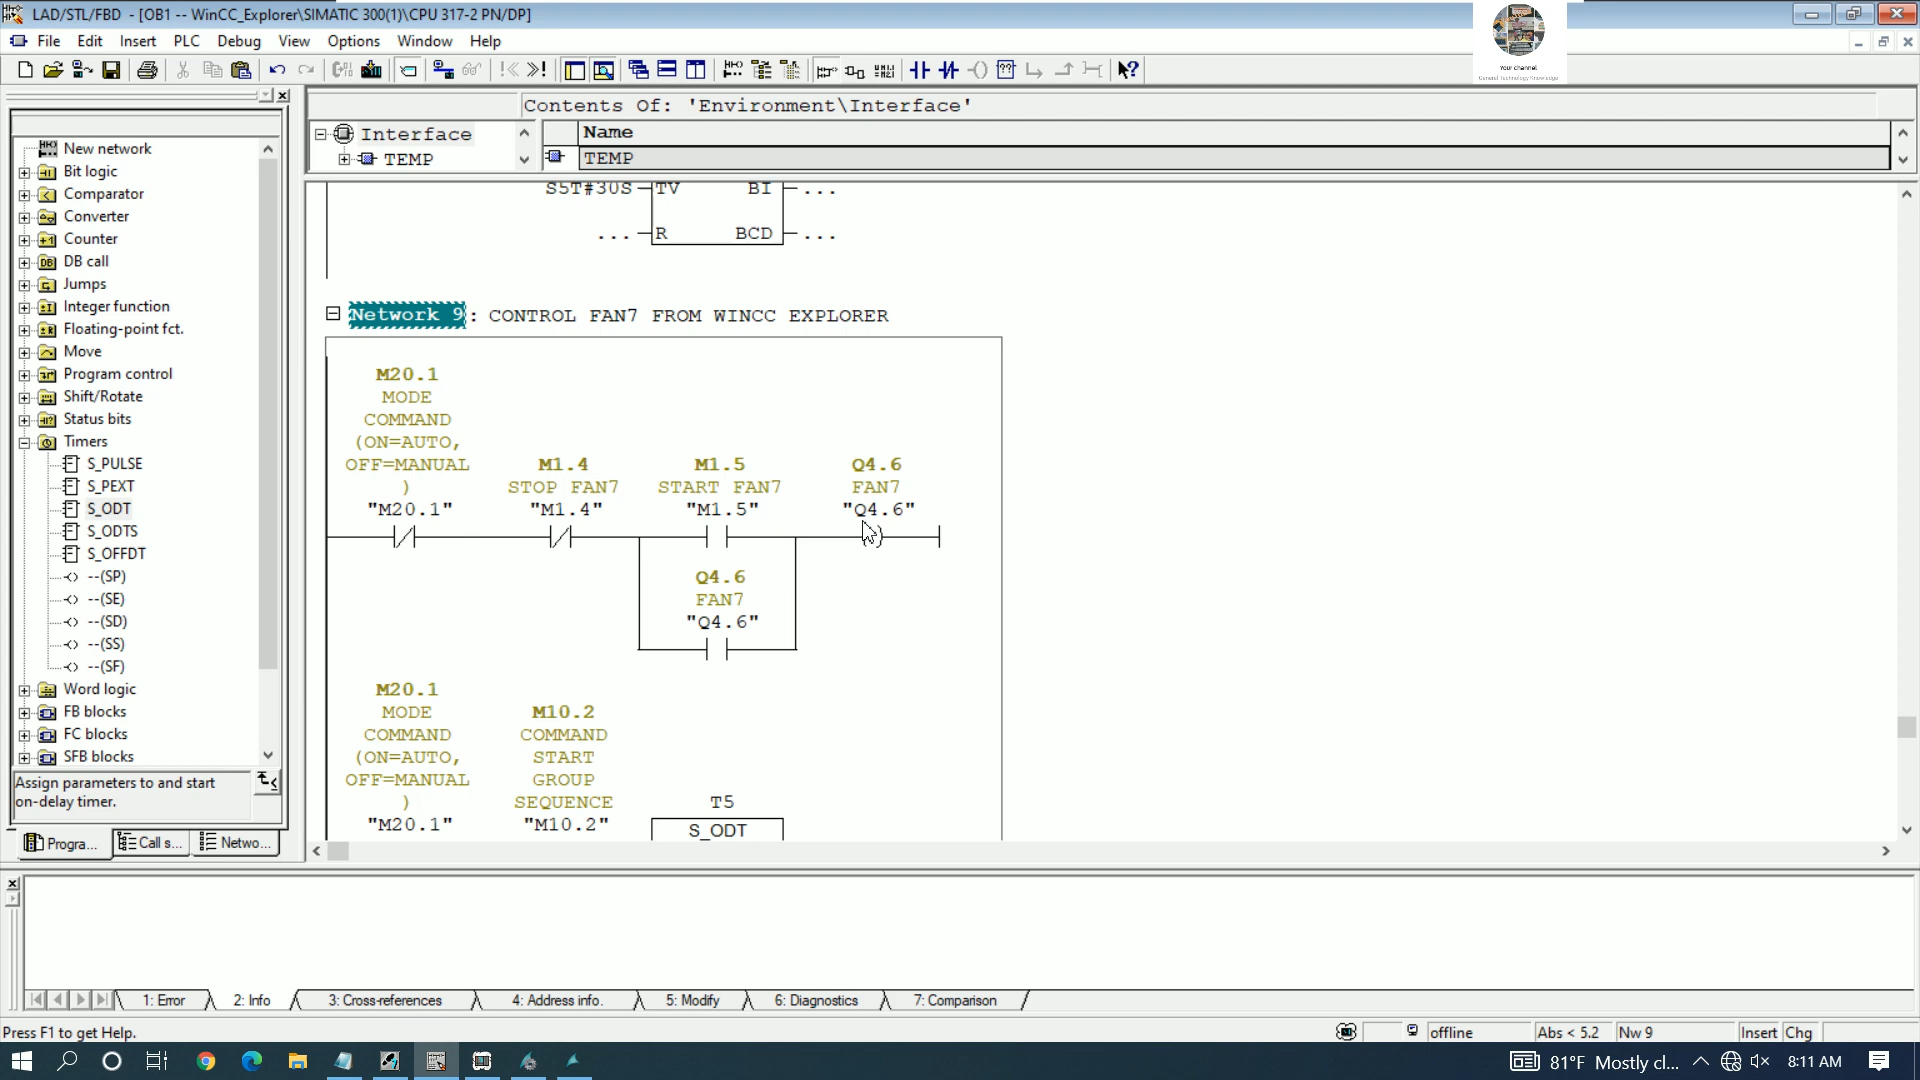 LAD/STL/FBD - [OB1 -- WinCC_Explorer\SIMATIC 300(1)\CPU 317-2 PN/DP]
File Edit Insert PLC Debug View Options Window Help
Your channel
General Technology Knowledge
Contents Of: 'Environment\Interface'
Interface
TEMP
Name
TEMP
New network
Bit logic
Comparator
Converter
Counter
DB call
Jumps
Integer function
Floating-point fct.
Move
Program control
Shift/Rotate
Status bits
Timers
S_PULSE
S_PEXT
S_ODT
S_ODTS
S_OFFDT
--(SP)
--(SE)
--(SD)
--(SS)
--(SF)
Word logic
FB blocks
FC blocks
SFB blocks
Assign parameters to and start
on-delay timer.
Progra... Call s... Netwo...
S5T#30S TV BI ...
... R BCD ...
Network 9: CONTROL FAN7 FROM WINCC EXPLORER
M20.1
MODE
COMMAND
(ON=AUTO,
OFF=MANUAL
)
"M20.1"
M1.4
STOP FAN7
"M1.4"
M1.5
START FAN7
"M1.5"
Q4.6
FAN7
"Q4.6"
Q4.6
FAN7
"Q4.6"
M20.1
MODE
COMMAND
(ON=AUTO,
OFF=MANUAL
)
"M20.1"
M10.2
COMMAND
START
GROUP
SEQUENCE
"M10.2"
T5
S_ODT
1: Error 2: Info 3: Cross-references 4: Address info. 5: Modify 6: Diagnostics 7: Comparison
Press F1 to get Help.
offline Abs < 5.2 Nw 9 Insert Chg
81°F Mostly cl... 8:11 AM